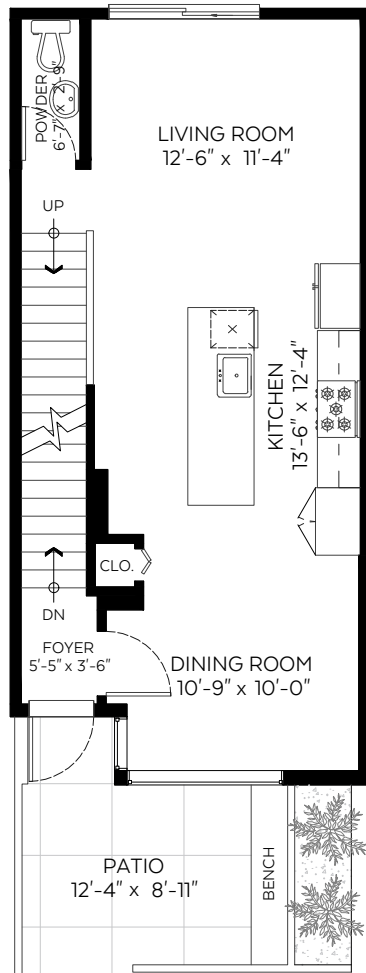 POWDER
6'-7" x 2'-9"
LIVING ROOM
12'-6" x 11'-4"
UP
KITCHEN
13'-6" x 12'-4"
CLO.
DN
FOYER
5'-5" x 3'-6"
DINING ROOM
10'-9" x 10'-0"
PATIO
12'-4" x 8'-11"
BENCH